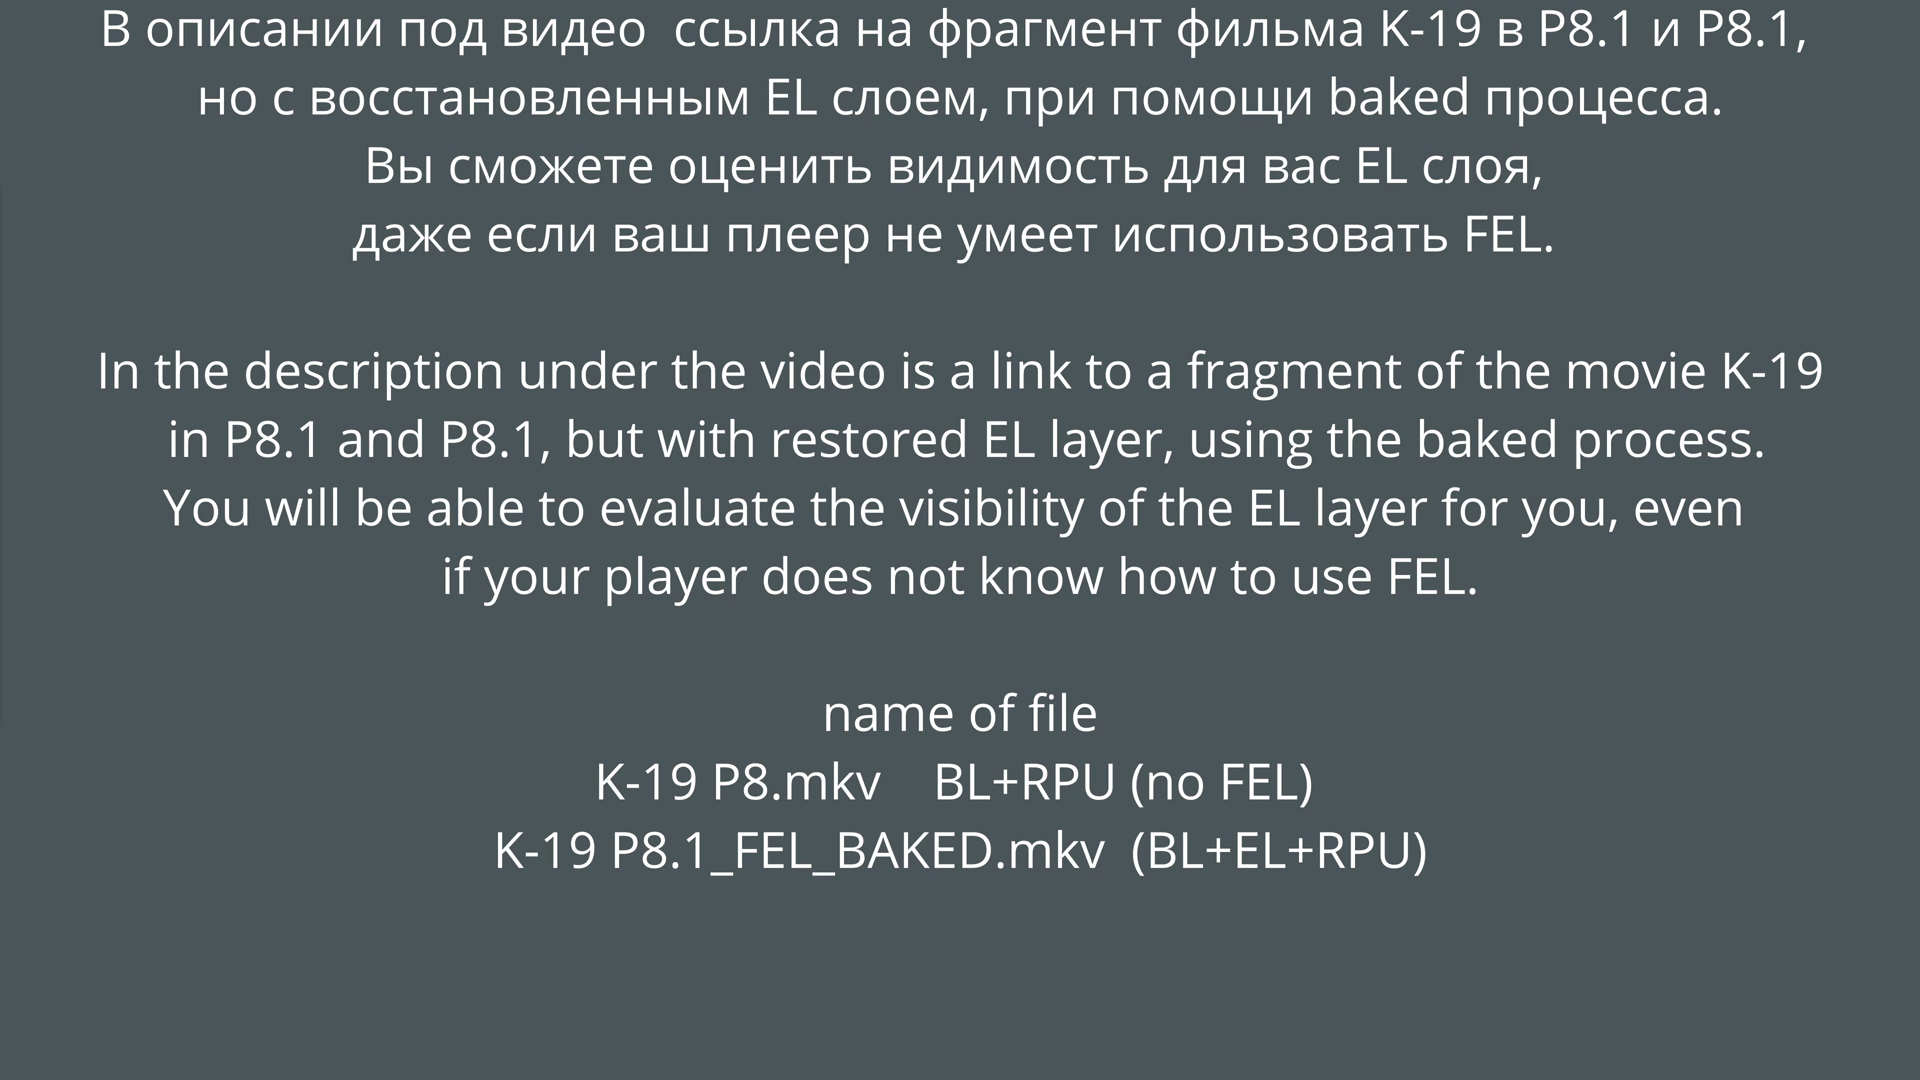 В описании под видео  ссылка на фрагмент фильма K-19 в P8.1 и P8.1,
но с восстановленным EL слоем, при помощи baked процесса.
Вы сможете оценить видимость для вас EL слоя,
даже если ваш плеер не умеет использовать FEL.
In the description under the video is a link to a fragment of the movie K-19
in P8.1 and P8.1, but with restored EL layer, using the baked process.
You will be able to evaluate the visibility of the EL layer for you, even
if your player does not know how to use FEL.
name of file
K-19 P8.mkv    BL+RPU (no FEL)
K-19 P8.1_FEL_BAKED.mkv  (BL+EL+RPU)